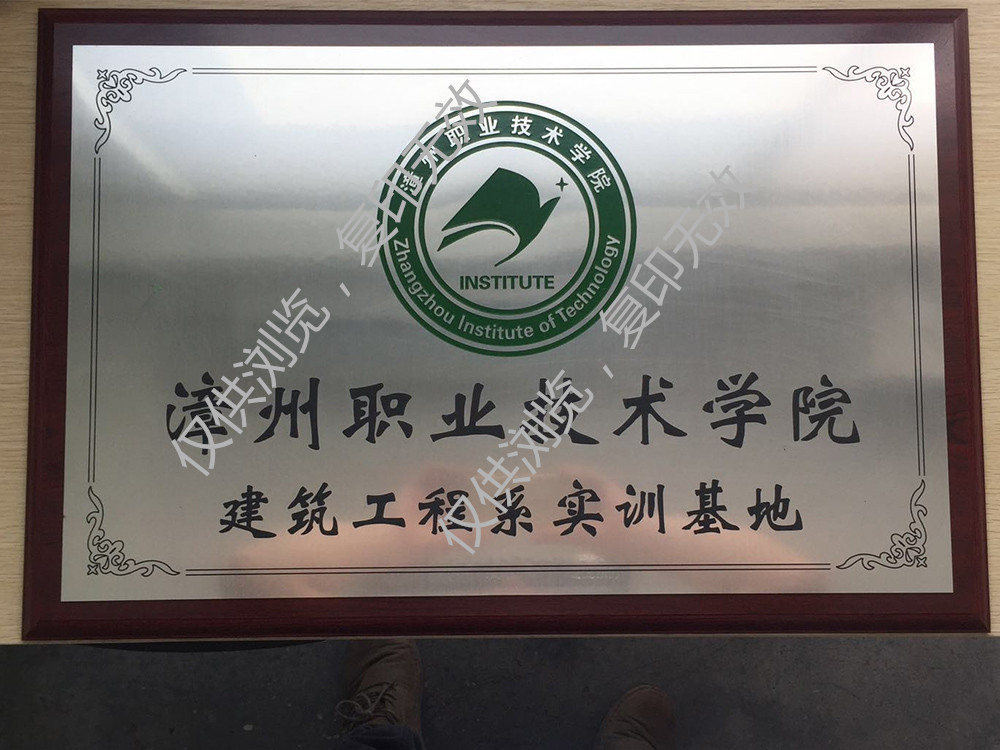 漳州职业技术学院
INSTITUTE
Zhangzhou Institute of Technology
漳州职业技术学院
建筑工程系实训基地
仅供浏览，复印无效
仅供浏览，复印无效